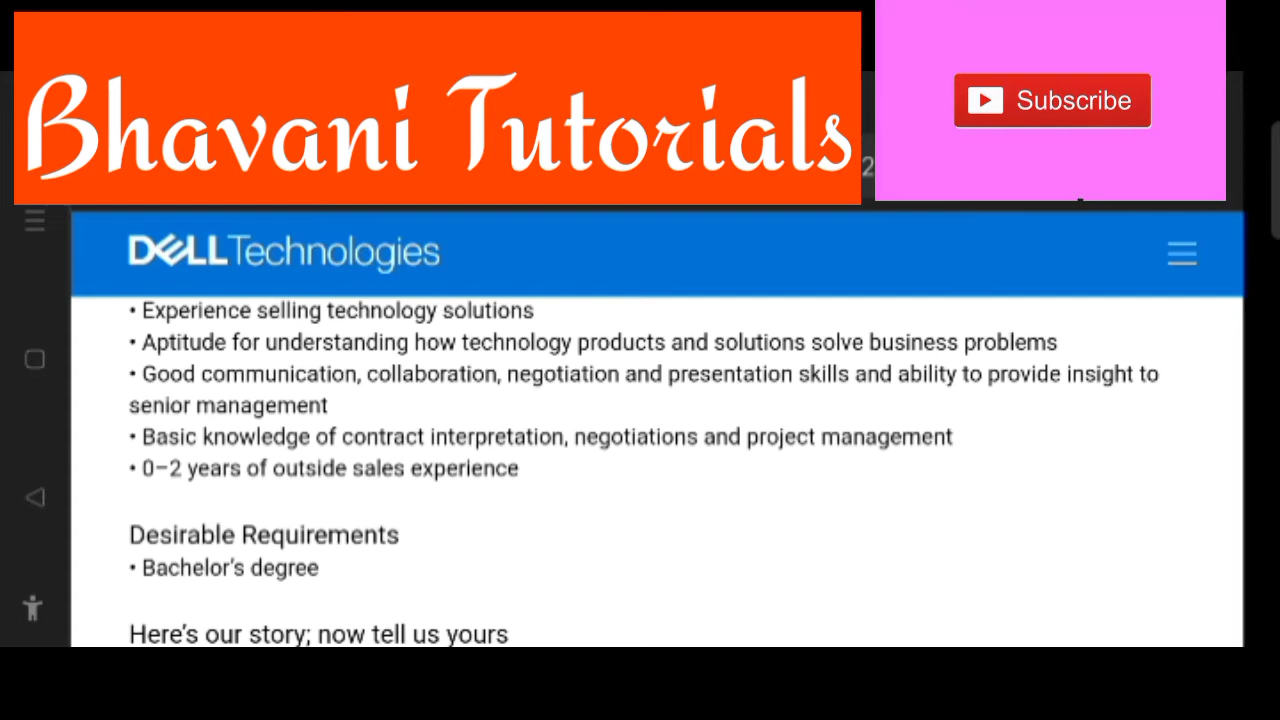 Bhavani Tutorials
Subscribe
2
DELLTechnologies
• Experience selling technology solutions
• Aptitude for understanding how technology products and solutions solve business problems
• Good communication, collaboration, negotiation and presentation skills and ability to provide insight to
senior management
• Basic knowledge of contract interpretation, negotiations and project management
• 0–2 years of outside sales experience
Desirable Requirements
• Bachelor’s degree
Here’s our story; now tell us yours